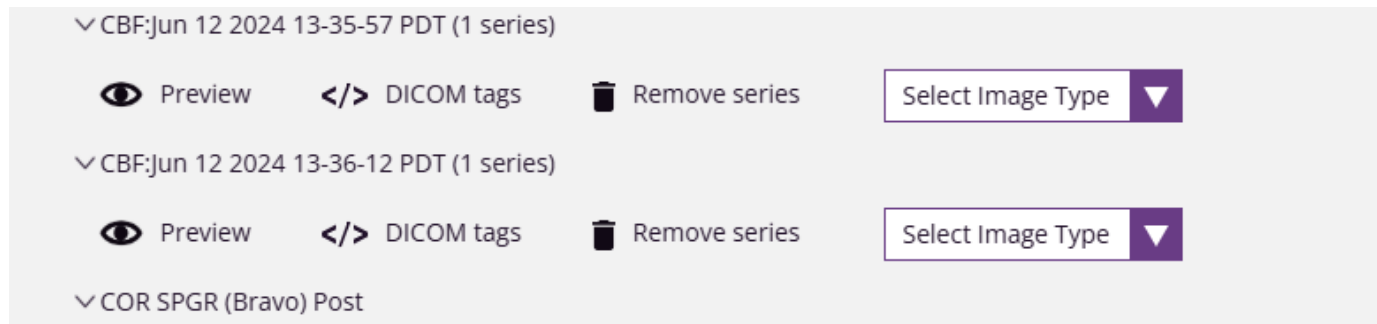 CBF:Jun 12 2024 13-35-57 PDT (1 series)
Preview </> DICOM tags Remove series Select Image Type
CBF:Jun 12 2024 13-36-12 PDT (1 series)
Preview </> DICOM tags Remove series Select Image Type
COR SPGR (Bravo) Post